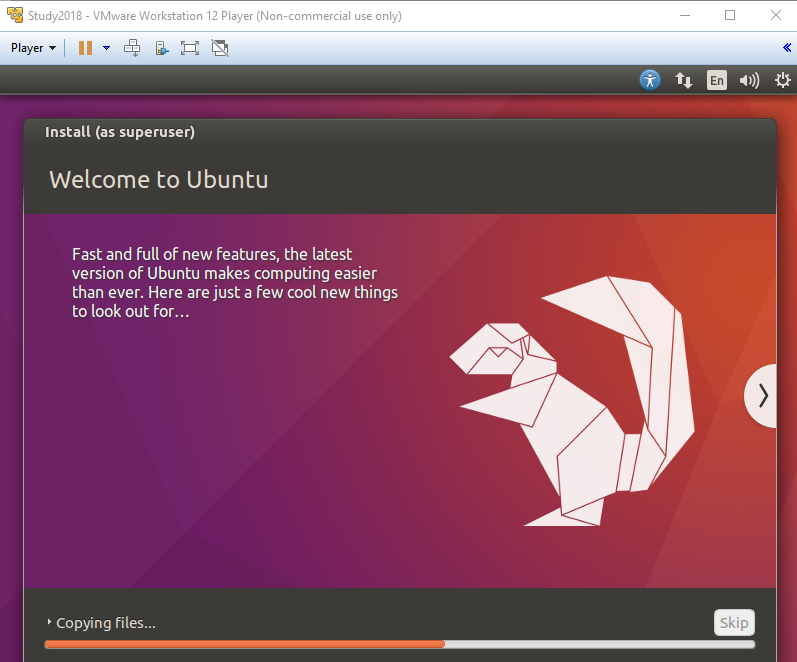 Study2018 - VMware Workstation 12 Player (Non-commercial use only)
Player
En
Install (as superuser)
Welcome to Ubuntu
Fast and full of new features, the latest
version of Ubuntu makes computing easier
than ever. Here are just a few cool new things
to look out for…
Copying files...
Skip